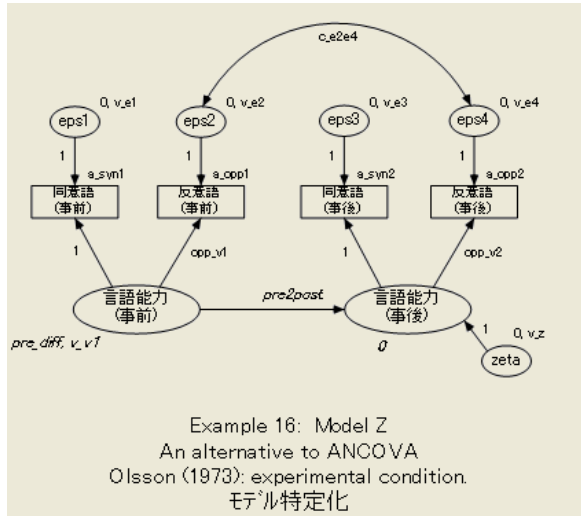 c_e2e4
0, v_e1
0, v_e2
0, v_e3
0, v_e4
eps1
eps2
eps3
eps4
1
1
1
1
a_syn1
a_opp1
a_syn2
a_opp2
同意語
(事前)
反意語
(事前)
同意語
(事後)
反意語
(事後)
1
opp_v1
1
opp_v2
言語能力
(事前)
pre2post
言語能力
(事後)
pre_diff, v_v1
0
1
0, v_z
zeta
Example 16: Model Z
An alternative to ANCOVA
Olsson (1973): experimental condition.
モデル特定化